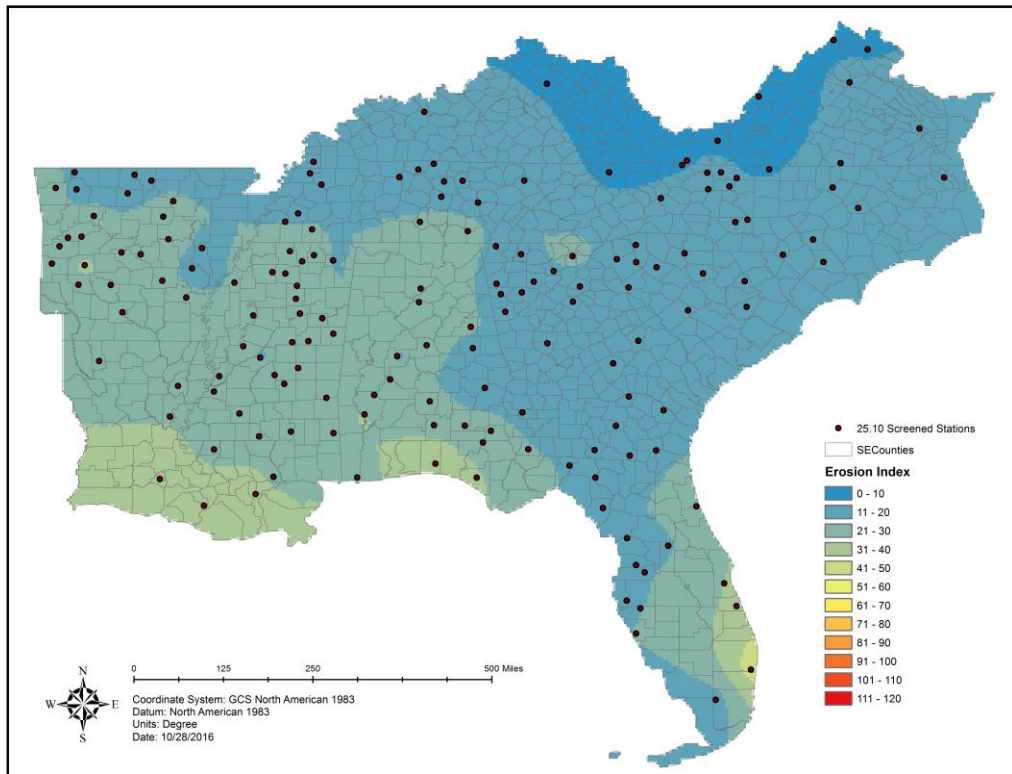 25.10 Screened Stations
SECounties
Erosion Index
0 - 10
11 - 20
21 - 30
31 - 40
41 - 50
51 - 60
61 - 70
71 - 80
81 - 90
91 - 100
101 - 110
111 - 120
0 125 250 500 Miles
N
W E
S
Coordinate System: GCS North American 1983
Datum: North American 1983
Units: Degree
Date: 10/28/2016